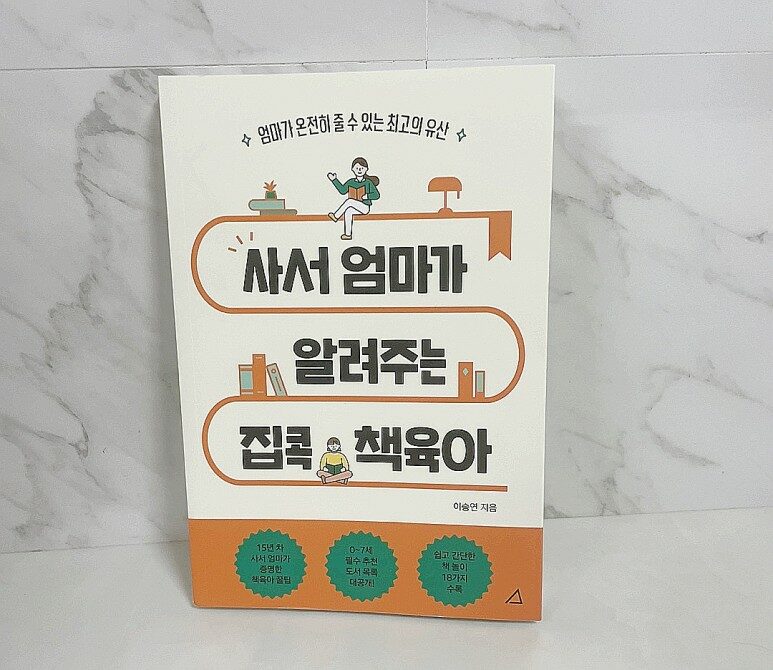 엄마가 온전히 줄 수 있는 최고의 유산
사서 엄마가
알려주는
집콕 책육아
이승연 지음
15년 차
사서 엄마가
증명한
책육아 꿀팁
0~7세
필수 추천
도서 목록
대공개!
쉽고 간단한
책 놀이
18가지
수록